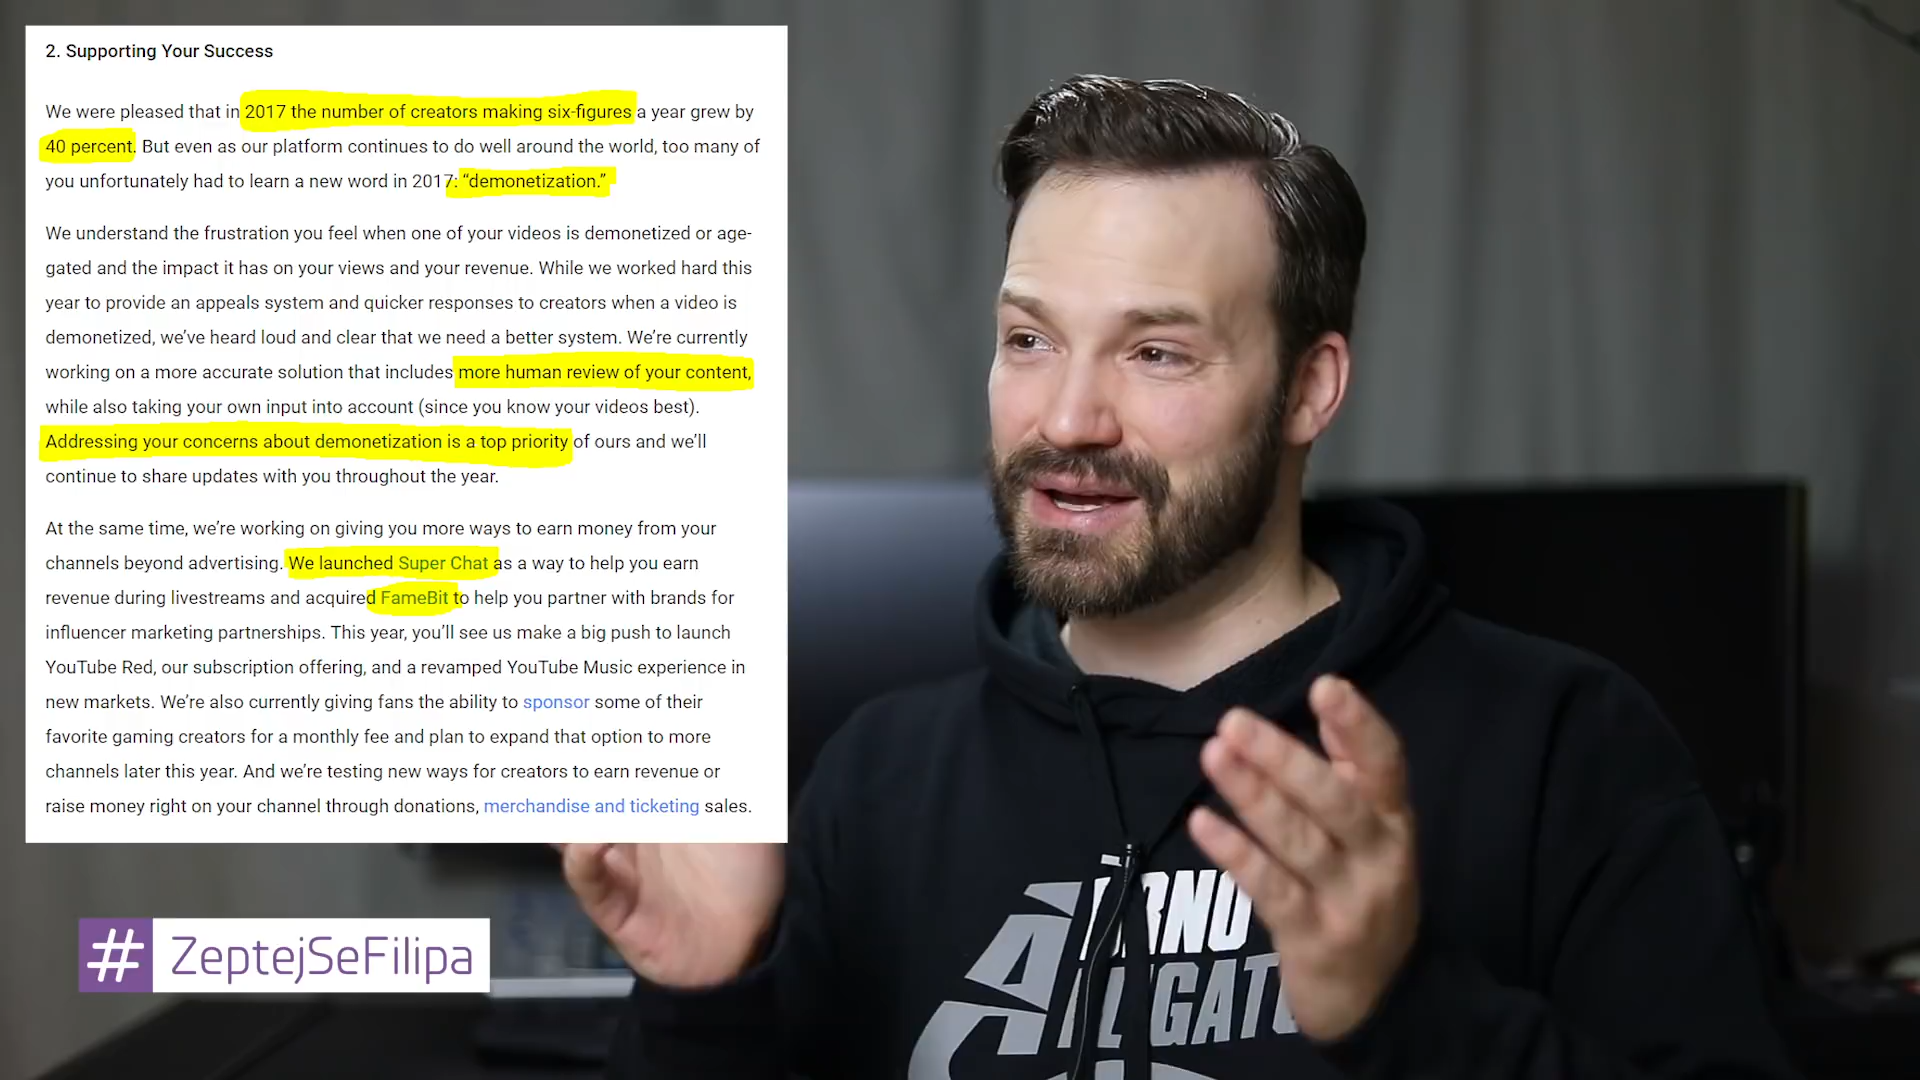 2. Supporting Your Success
We were pleased that in 2017 the number of creators making six-figures a year grew by
40 percent. But even as our platform continues to do well around the world, too many of
you unfortunately had to learn a new word in 2017: “demonetization.”
We understand the frustration you feel when one of your videos is demonetized or age-
gated and the impact it has on your views and your revenue. While we worked hard this
year to provide an appeals system and quicker responses to creators when a video is
demonetized, we’ve heard loud and clear that we need a better system. We’re currently
working on a more accurate solution that includes more human review of your content,
while also taking your own input into account (since you know your videos best).
Addressing your concerns about demonetization is a top priority of ours and we’ll
continue to share updates with you throughout the year.
At the same time, we’re working on giving you more ways to earn money from your
channels beyond advertising. We launched Super Chat as a way to help you earn
revenue during livestreams and acquired FameBit to help you partner with brands for
influencer marketing partnerships. This year, you’ll see us make a big push to launch
YouTube Red, our subscription offering, and a revamped YouTube Music experience in
new markets. We’re also currently giving fans the ability to sponsor some of their
favorite gaming creators for a monthly fee and plan to expand that option to more
channels later this year. And we’re testing new ways for creators to earn revenue or
raise money right on your channel through donations, merchandise and ticketing sales.
# ZeptejSeFilipa